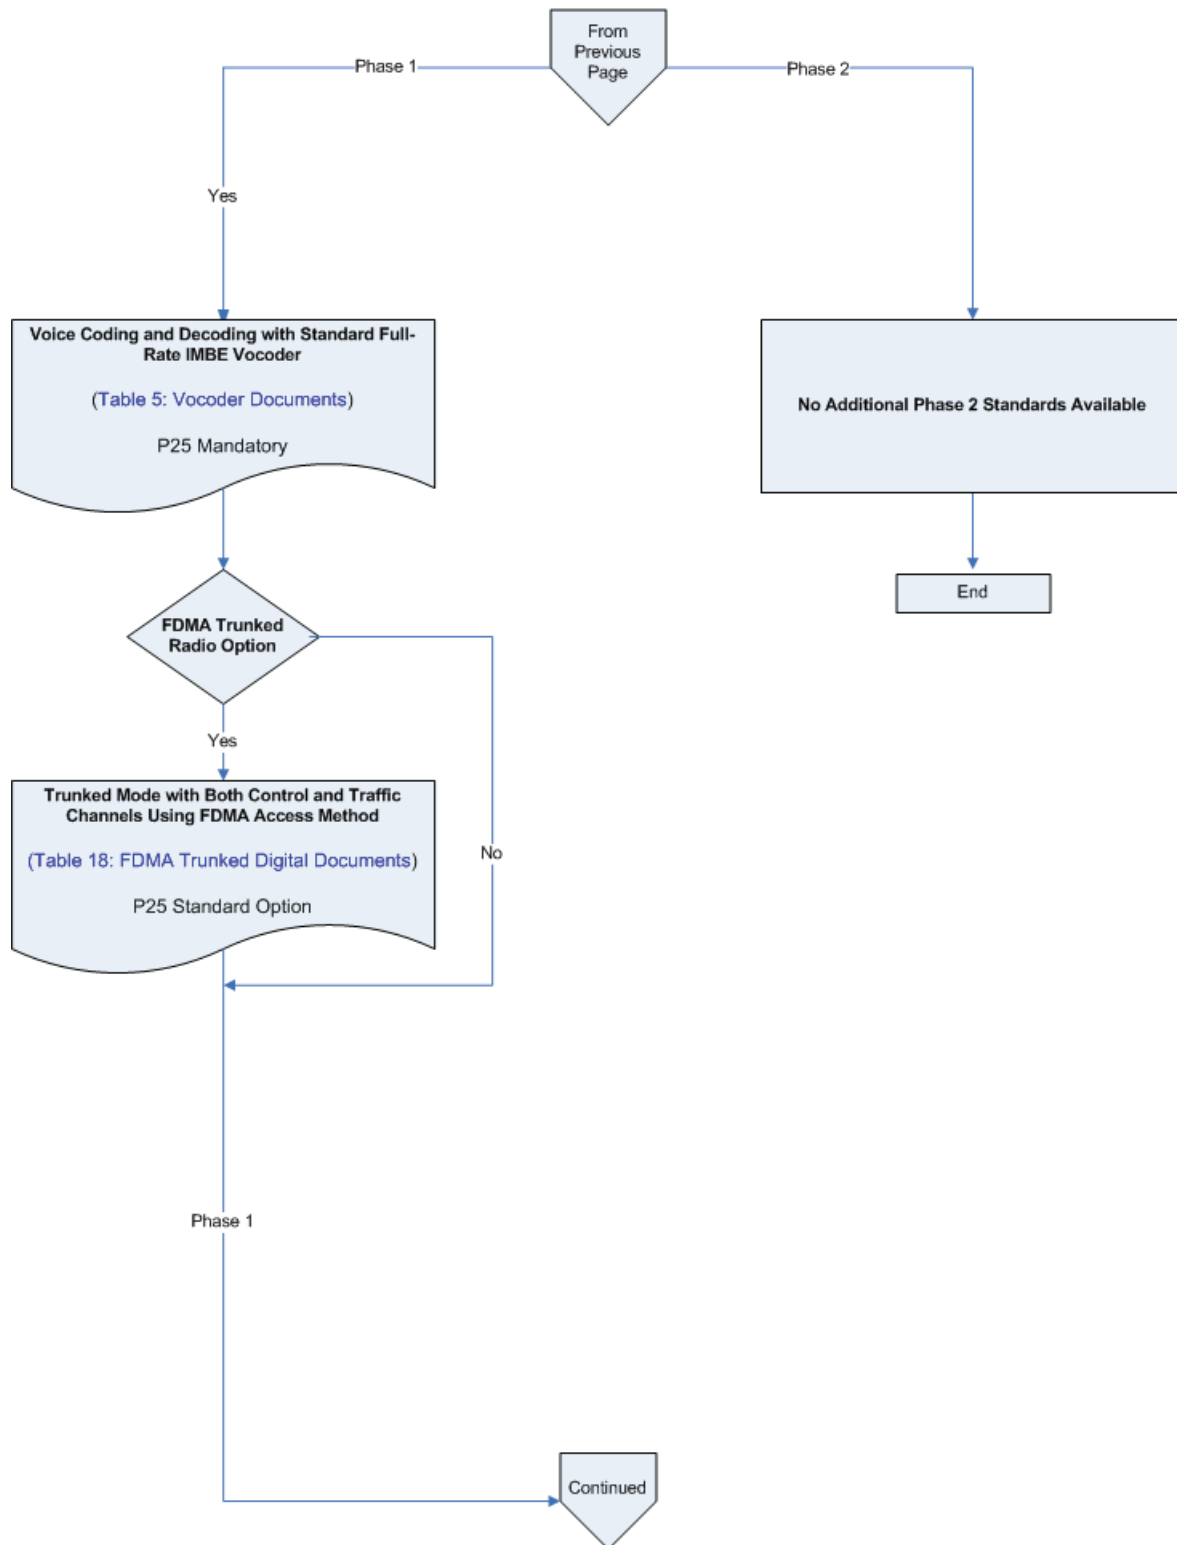 From
Previous
Page
Phase 1
Phase 2
Yes
Voice Coding and Decoding with Standard Full-
Rate IMBE Vocoder
(Table 5: Vocoder Documents)
P25 Mandatory
No Additional Phase 2 Standards Available
End
FDMA Trunked
Radio Option
Yes
Trunked Mode with Both Control and Traffic
Channels Using FDMA Access Method
(Table 18: FDMA Trunked Digital Documents)
P25 Standard Option
No
Phase 1
Continued